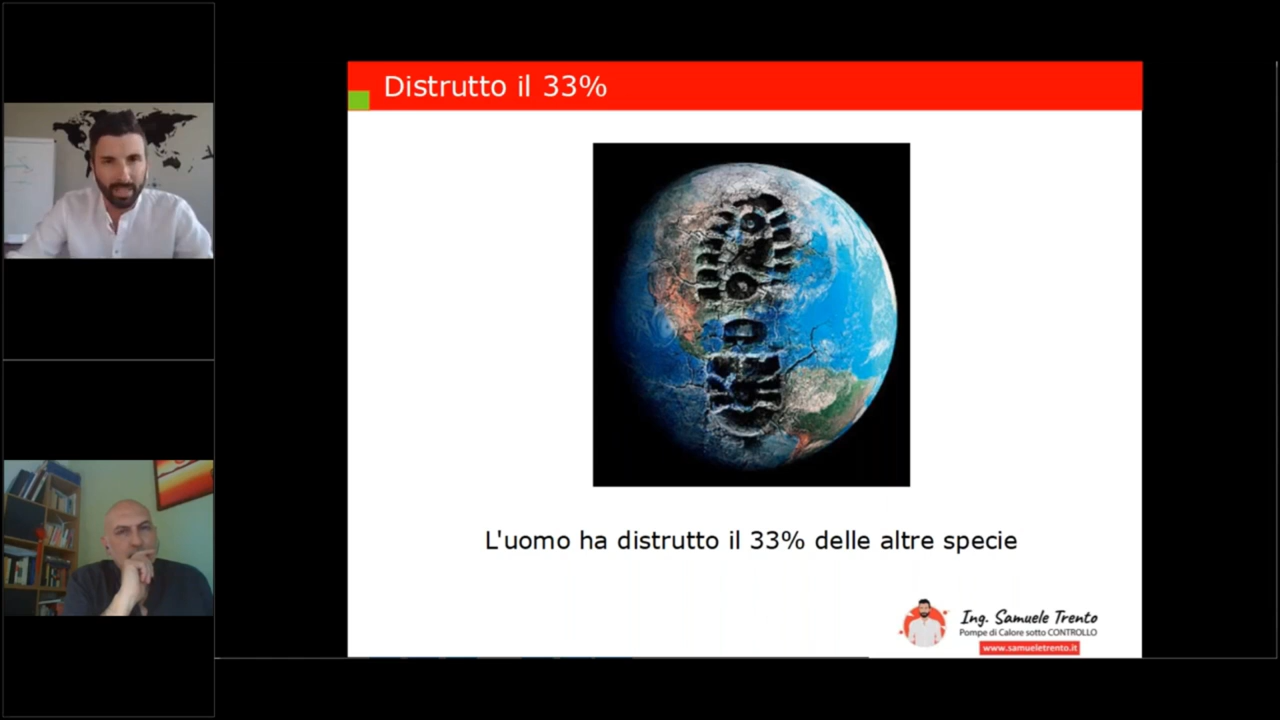 Distrutto il 33%
L'uomo ha distrutto il 33% delle altre specie
Ing. Samuele Trento
Pompe di Calore sotto CONTROLLO
www.samueletrento.it